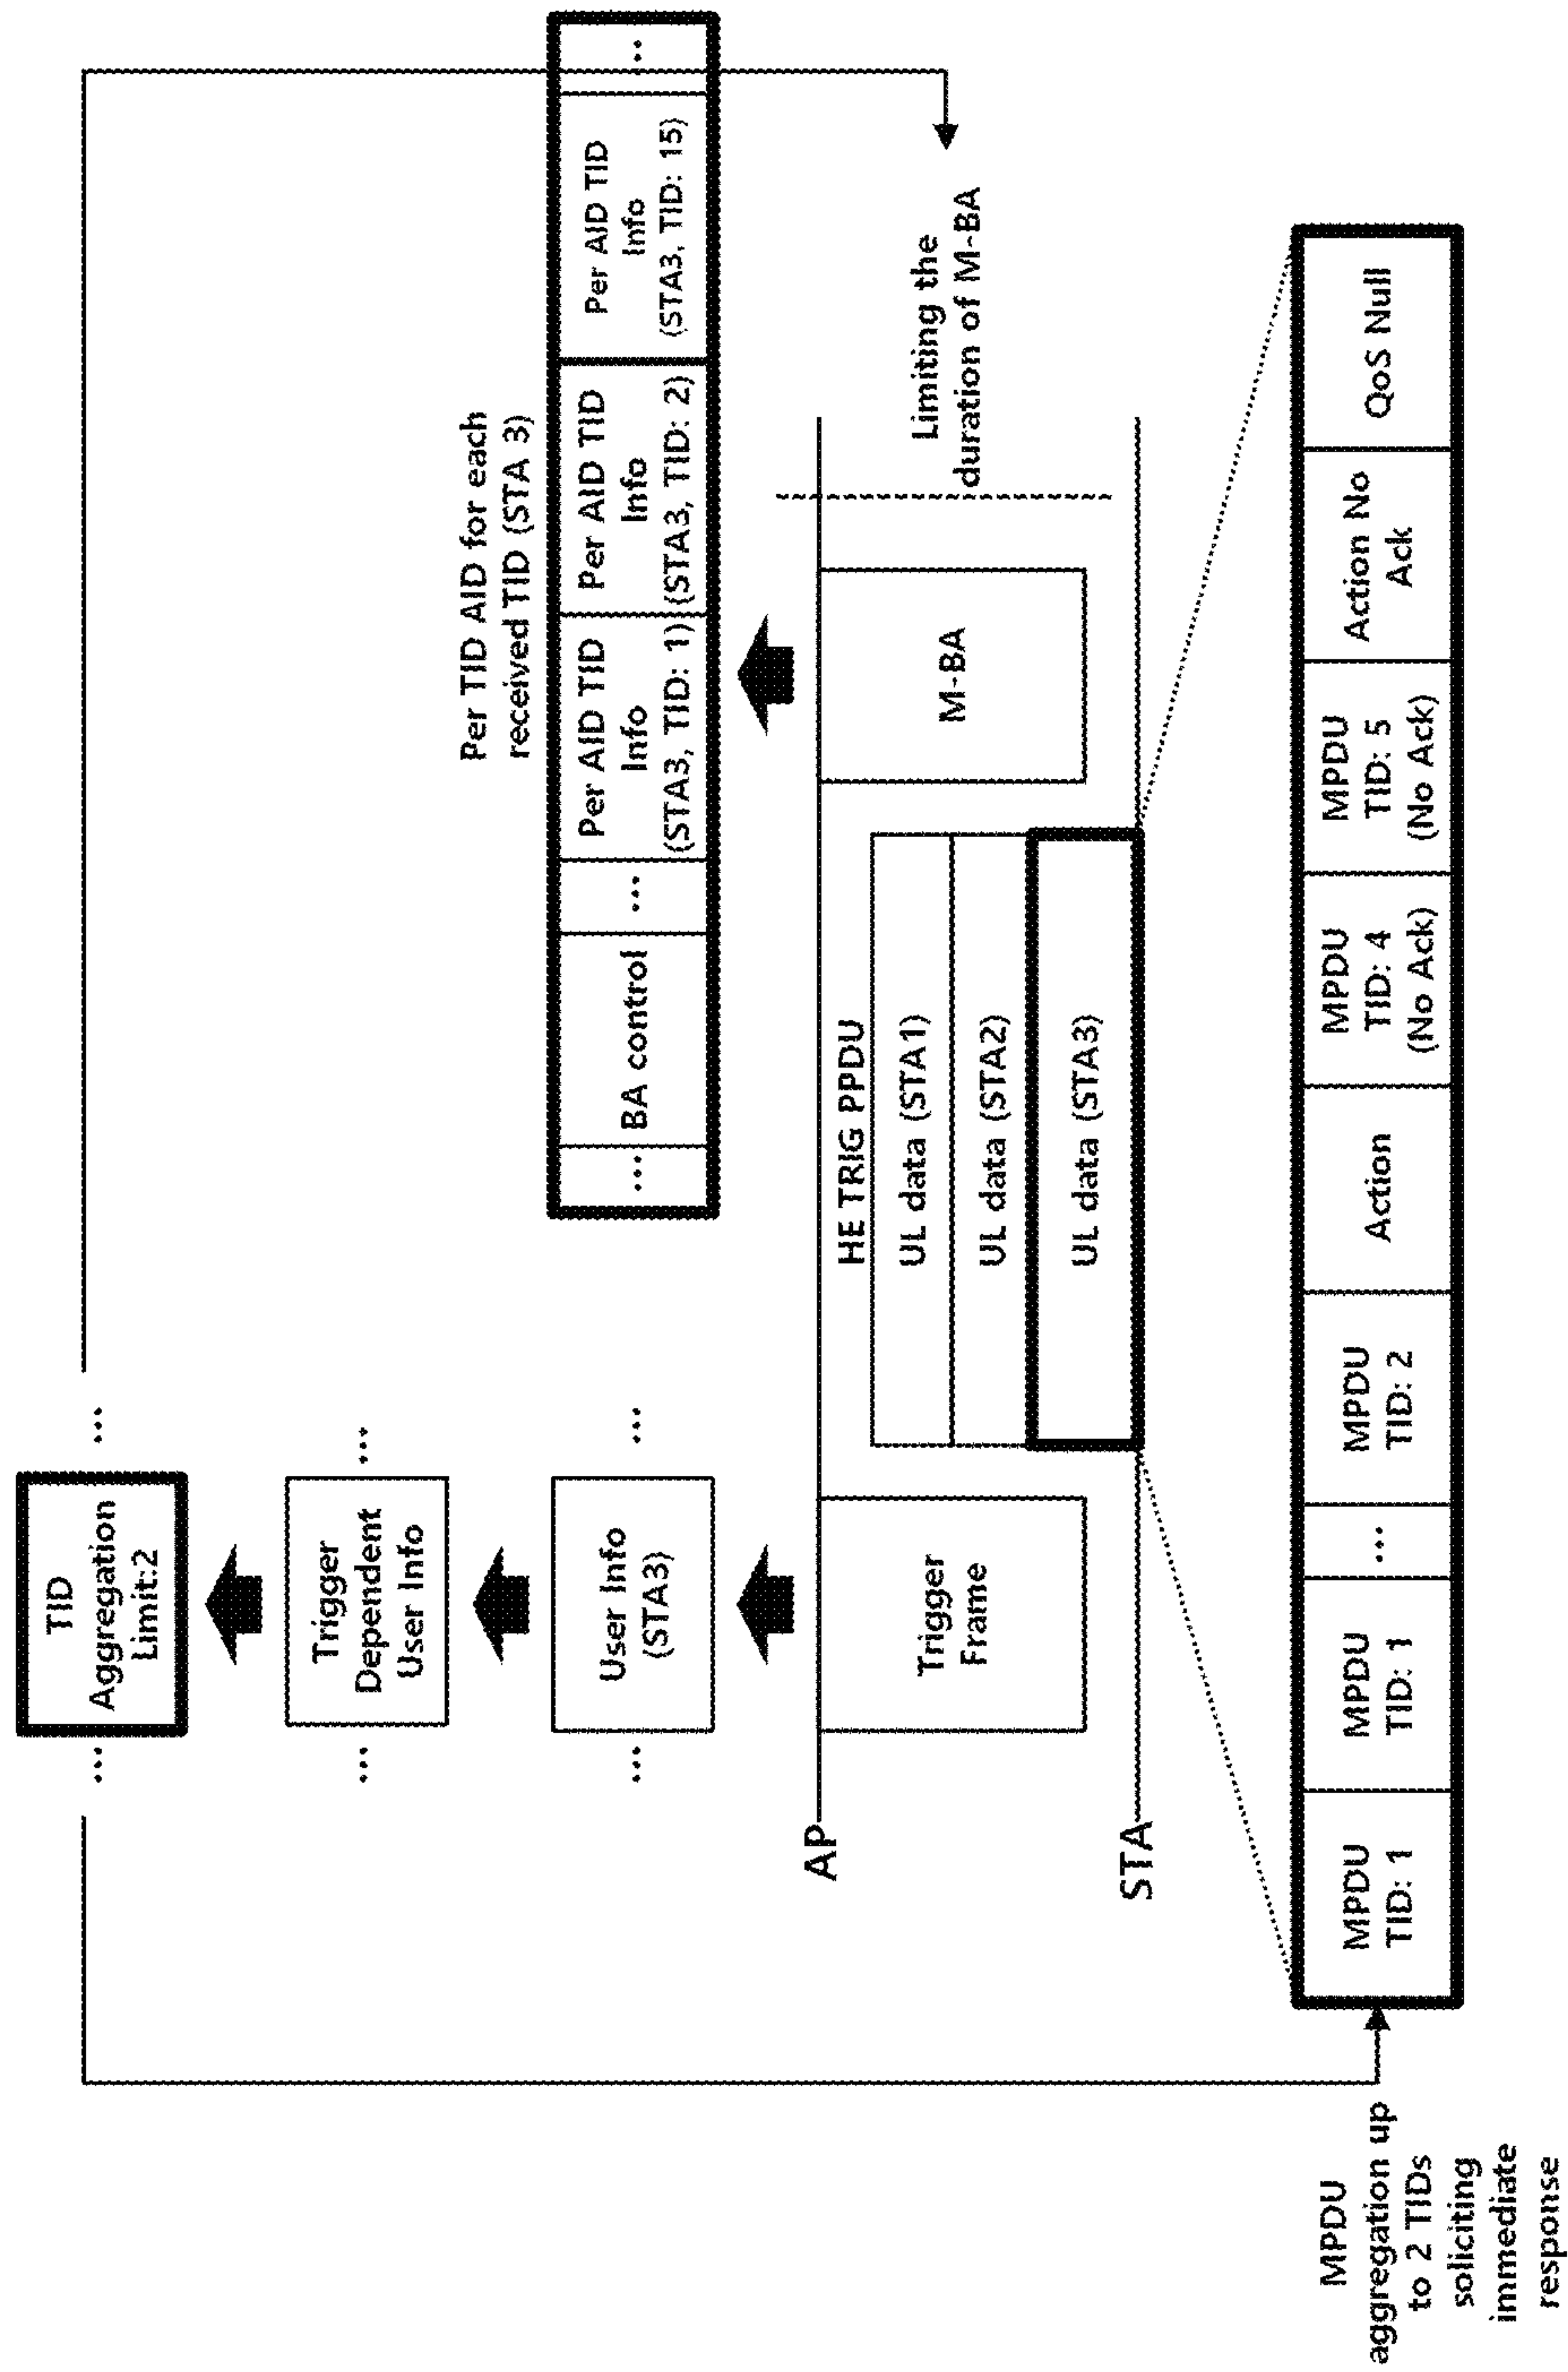 ... TID ...
Aggregation
Limit:2
... Trigger ...
Dependent
User Info
... User Info ...
(STA3)
Per TID AID for each
received TID (STA 3)
....
BA control
...
Per AID TID
Info
(STA3, TID: 1)
Per AID TID
Info
(STA3, TID: 2)
Per AID TID
Info
(STA3, TID: 15)
...
AP
Trigger
Frame
HE TRIG PPDU
UL data (STA1)
UL data (STA2)
UL data (STA3)
M-BA
Limiting the
duration of M-BA
STA
MPDU
aggregation up
to 2 TIDs
soliciting
immediate
response
MPDU
TID: 1
MPDU
TID: 1
...
MPDU
TID: 2
Action
MPDU
TID: 4
(No Ack)
MPDU
TID: 5
(No Ack)
Action No
Ack
QoS Null